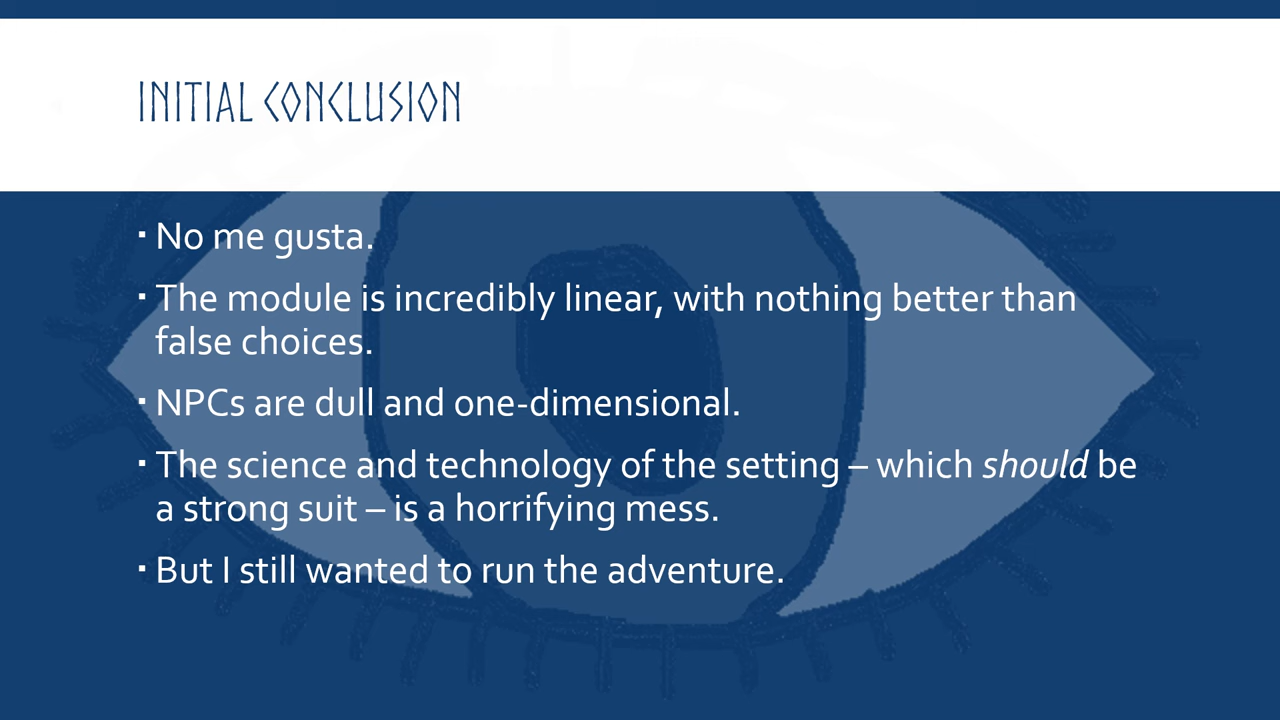 INITIAL CONCLUSION
▪ No me gusta.
▪ The module is incredibly linear, with nothing better than
false choices.
▪ NPCs are dull and one-dimensional.
▪ The science and technology of the setting – which should be
a strong suit – is a horrifying mess.
▪ But I still wanted to run the adventure.